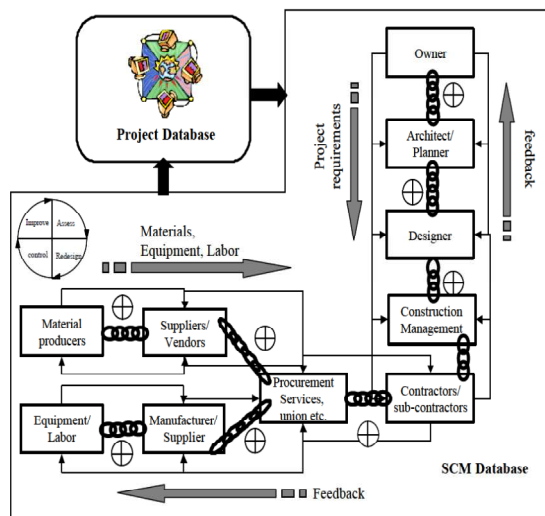 Project Database
Owner
Architect/
Planner
Designer
Construction
Management
Contractors/
sub-contractors
Project
requirements
feedback
Improve
Assess
control
Redesign
Materials,
Equipment, Labor
Material
producers
Suppliers/
Vendors
Equipment/
Labor
Manufacturer/
Supplier
Procurement
Services,
union etc.
SCM Database
Feedback